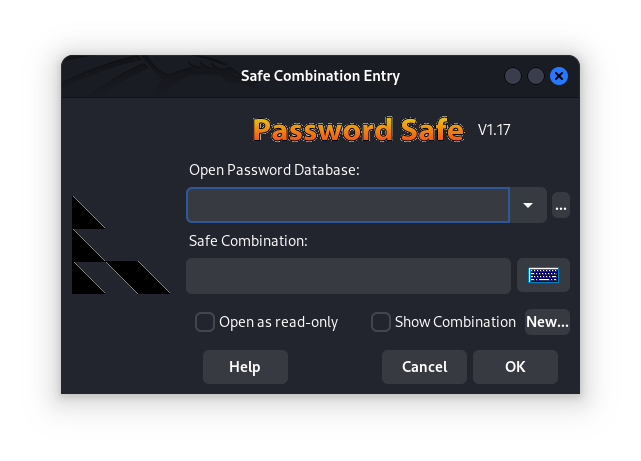 Safe Combination Entry
Password Safe V1.17
Open Password Database:
...
Safe Combination:
Open as read-only Show Combination New...
Help Cancel OK